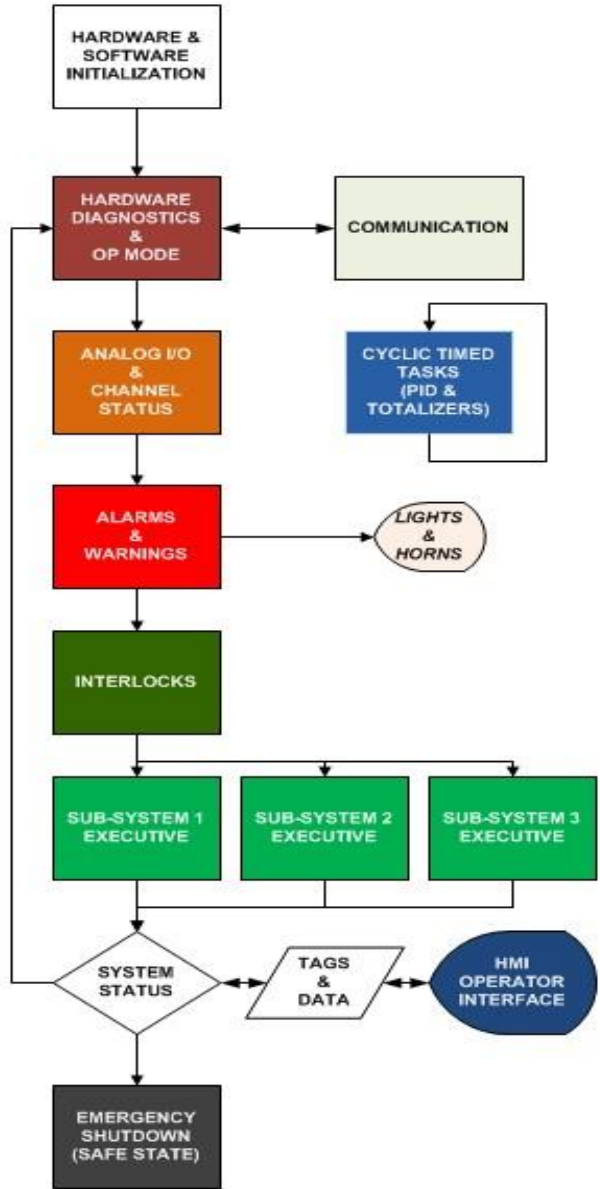 HARDWARE &
SOFTWARE
INITIALIZATION
HARDWARE
DIAGNOSTICS
&
OP MODE
COMMUNICATION
ANALOG I/O
&
CHANNEL
STATUS
CYCLIC TIMED
TASKS
(PID &
TOTALIZERS)
ALARMS
&
WARNINGS
LIGHTS
&
HORNS
INTERLOCKS
SUB-SYSTEM 1
EXECUTIVE
SUB-SYSTEM 2
EXECUTIVE
SUB-SYSTEM 3
EXECUTIVE
SYSTEM
STATUS
TAGS
&
DATA
HMI
OPERATOR
INTERFACE
EMERGENCY
SHUTDOWN
(SAFE STATE)